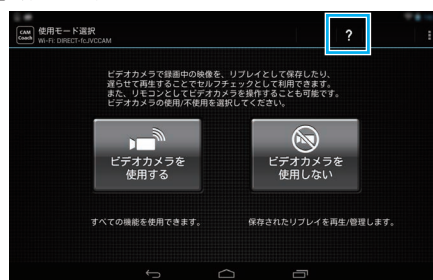 CAM
Coach
使用モード選択
Wi-Fi: DIRECT-fcJVCCAM
?
ビデオカメラで録画中の映像を、リプレイとして保存したり、
遅らせて再生することでセルフチェックとして利用できます。
また、リモコンとしてビデオカメラを操作することも可能です。
ビデオカメラの使用/不使用を選択してください。
ビデオカメラを
使用する
ビデオカメラを
使用しない
すべての機能を使用できます。
保存されたリプレイを再生/管理します。